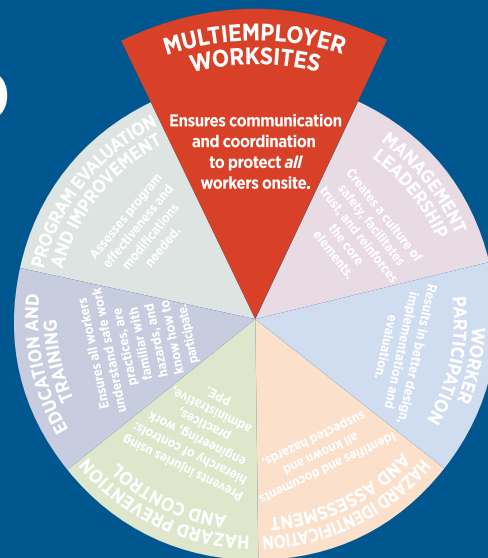 MULTIEMPLOYER
WORKSITES
Ensures communication
and coordination
to protect all
workers onsite.
MANAGEMENT
LEADERSHIP
Creates a culture of
safety, facilitates
trust, and reinforces
the core
elements.
WORKER
PARTICIPATION
Results in better design,
implementation and
evaluation.
HAZARD IDENTIFICATION
AND ASSESSMENT
Identifies and documents
all known and
suspected hazards.
HAZARD PREVENTION
AND CONTROL
Prevents injuries using
hierarchy of controls:
engineering, work
practices,
administrative,
PPE.
EDUCATION AND
TRAINING
Ensures all workers
understand safe work
practices, are
familiar with
hazards, and
know how to
participate.
PROGRAM EVALUATION
AND IMPROVEMENT
Assesses program
effectiveness and
modifications
needed.